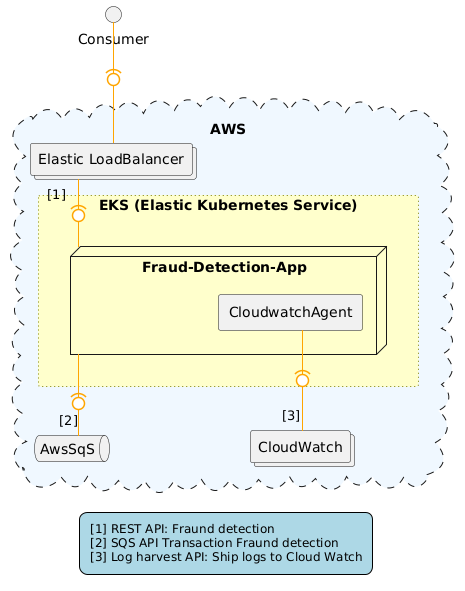 Consumer
AWS
Elastic LoadBalancer
[1]
EKS (Elastic Kubernetes Service)
Fraud-Detection-App
CloudwatchAgent
[2]
[3]
AwsSqS
CloudWatch
[1] REST API: Fraund detection
[2] SQS API Transaction Fraund detection
[3] Log harvest API: Ship logs to Cloud Watch